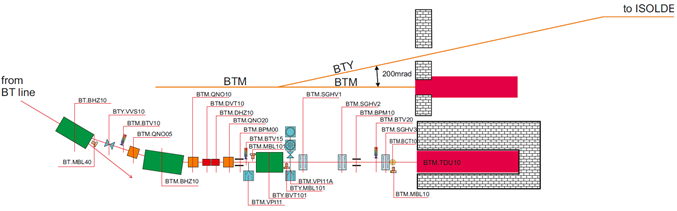 to ISOLDE
BTY
BTM
BTM
200mrad
from
BT line
BT.BHZ10
BTY.VVS10
BTM.BTV10
BTM.QNO05
BT.MBL40
BTM.BHZ10
BTM.QNO10
BTM.DVT10
BTM.DHZ10
BTM.QNO20
BTM.BPM00
BTM.BTV15
BTM.MBL101
BTM.VPI11
BTY.BVT101
BTY.MBL101
BTM.VPI11A
BTM.SGHV1
BTM.SGHV2
BTM.BPM10
BTM.BTV20
BTM.SGHV3
BTM.BCT10
BTM.MBL10
BTM.TDU10